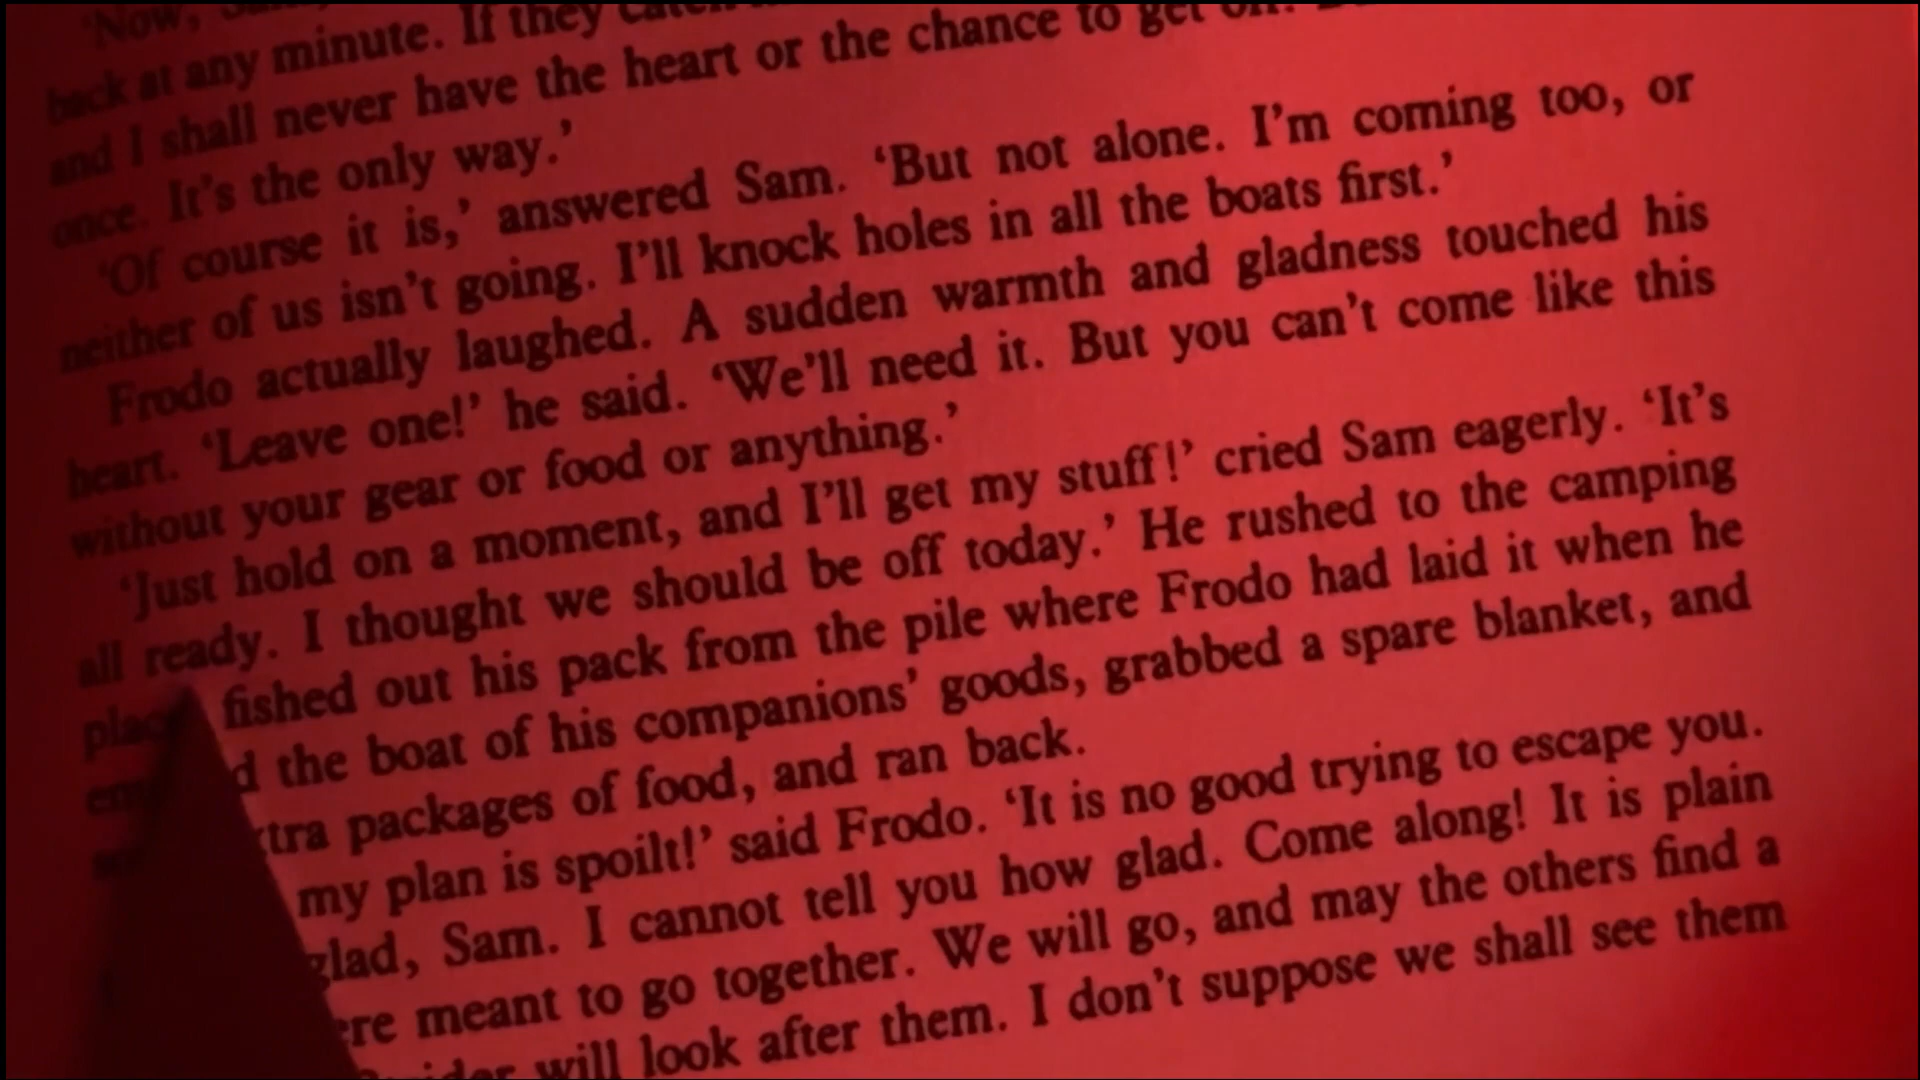 'Now, Sam,
back at any minute. If they catch
and I shall never have the heart or the chance to get off.
once. It's the only way.'
'Of course it is,' answered Sam. 'But not alone. I'm coming too, or
neither of us isn't going. I'll knock holes in all the boats first.'
Frodo actually laughed. A sudden warmth and gladness touched his
heart. 'Leave one!' he said. 'We'll need it. But you can't come like this
without your gear or food or anything.'
'Just hold on a moment, and I'll get my stuff!' cried Sam eagerly. 'It's
all ready. I thought we should be off today.' He rushed to the camping
place, fished out his pack from the pile where Frodo had laid it when he
the boat of his companions' goods, grabbed a spare blanket, and
packages of food, and ran back.
my plan is spoilt!' said Frodo. 'It is no good trying to escape you.
glad, Sam. I cannot tell you how glad. Come along! It is plain
meant to go together. We will go, and may the others find a
will look after them. I don't suppose we shall see them